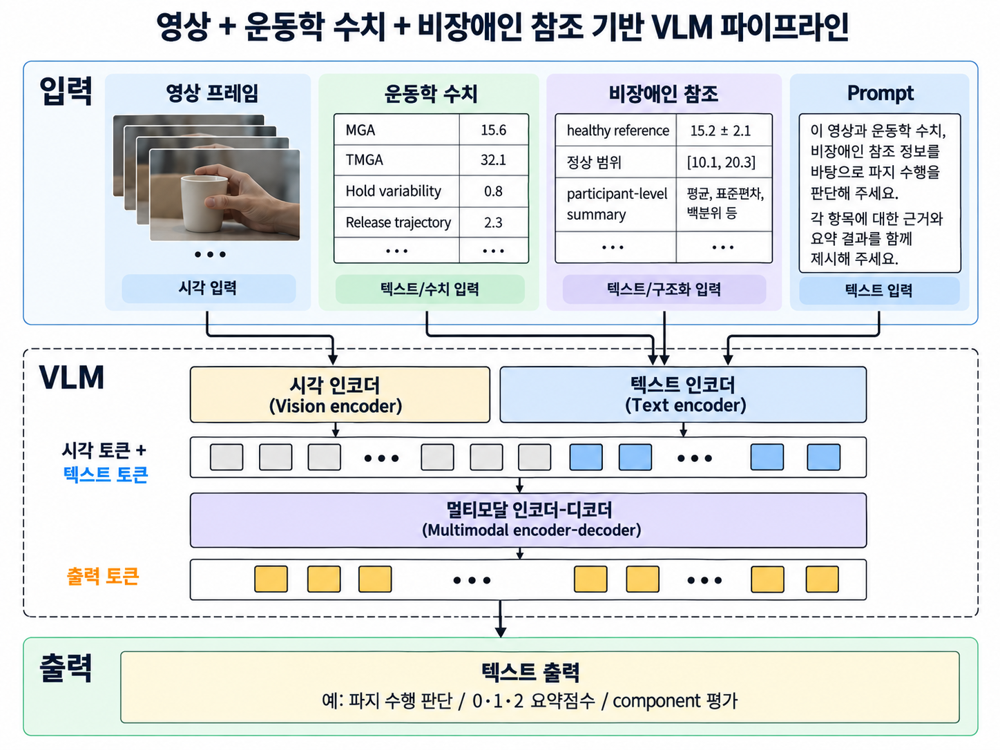 영상 + 운동학 수치 + 비장애인 참조 기반 VLM 파이프라인
입력
영상 프레임
• • •
시각 입력
운동학 수치
MGA 15.6
TMGA 32.1
Hold variability 0.8
Release trajectory 2.3
• • • • • •
텍스트/수치 입력
비장애인 참조
healthy reference 15.2 ± 2.1
정상 범위 [10.1, 20.3]
participant-level summary
평균, 표준편차,
백분위 등
• • • • • •
텍스트/구조화 입력
Prompt
이 영상과 운동학 수치,
비장애인 참조 정보를
바탕으로 파지 수행을
판단해 주세요.
각 항목에 대한 근거와
요약 결과를 함께
제시해 주세요.
텍스트 입력
VLM
시각 인코더
(Vision encoder)
텍스트 인코더
(Text encoder)
시각 토큰 +
텍스트 토큰
• • • • • •
멀티모달 인코더-디코더
(Multimodal encoder-decoder)
출력 토큰
• • • • • •
출력
텍스트 출력
예: 파지 수행 판단 / 0·1·2 요약점수 / component 평가